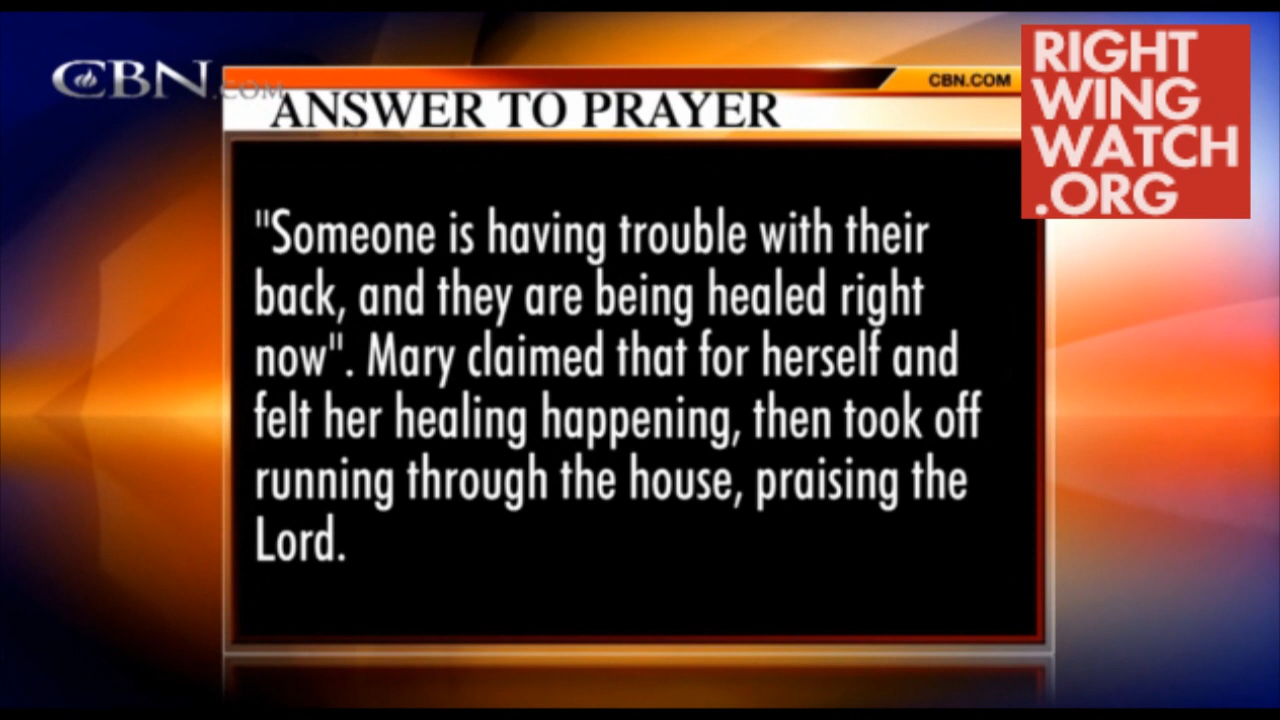 CBN.COM
CBN.COM
ANSWER TO PRAYER
RIGHT
WING
WATCH
.ORG
"Someone is having trouble with their
back, and they are being healed right
now". Mary claimed that for herself and
felt her healing happening, then took off
running through the house, praising the
Lord.